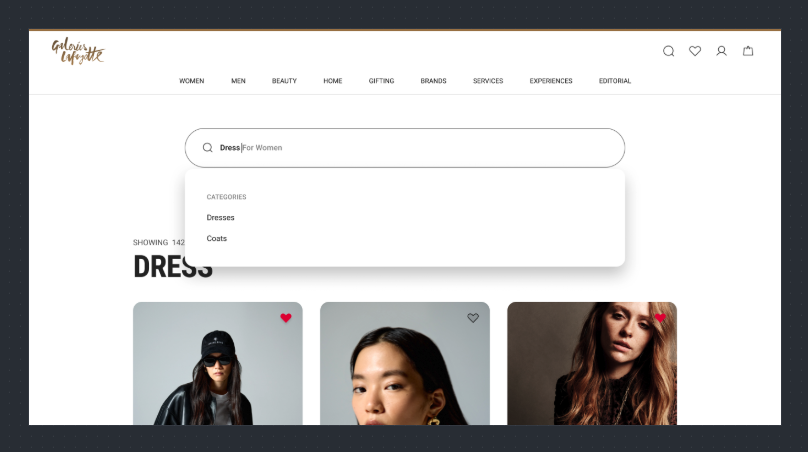 Galeries
Lafayette
WOMEN MEN BEAUTY HOME GIFTING BRANDS SERVICES EXPERIENCES EDITORIAL
Dress For Women
CATEGORIES
Dresses
Coats
SHOWING 142
DRESS